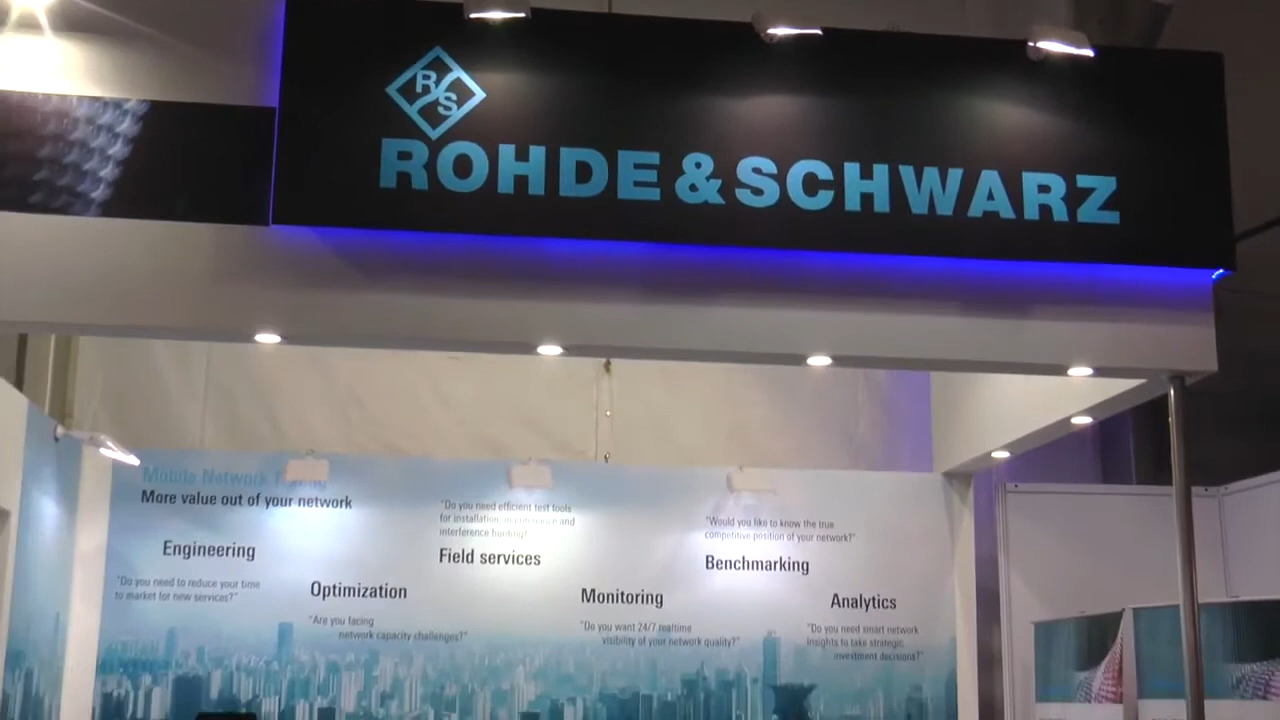 R&S
ROHDE & SCHWARZ
Mobile Network Testing
More value out of your network
"Do you need efficient test tools
for installation, maintenance and
interference hunting?"
Field services
"Would you like to know the true
competitive position of your network?"
Benchmarking
Engineering
"Do you need to reduce your time
to market for new services?"
Optimization
"Are you facing
network capacity challenges?"
Monitoring
"Do you want 24/7 realtime
visibility of your network quality?"
Analytics
"Do you need smart network
insights to take strategic
investment decisions?"